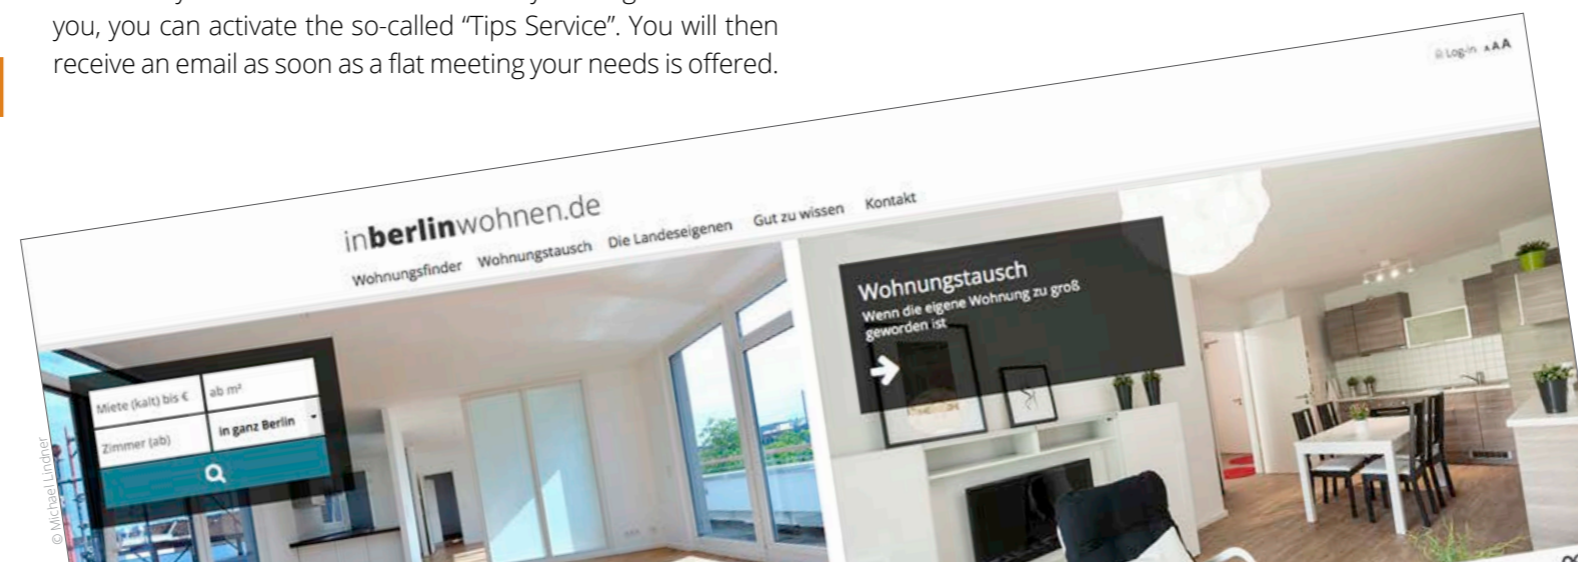 you, you can activate the so-called “Tips Service”. You will then
receive an email as soon as a flat meeting your needs is offered.
Log-in AAA
inberlinwohnen.de
Wohnungsfinder Wohnungstausch Die Landeseigenen Gut zu wissen Kontakt
Wohnungstausch
Wenn die eigene Wohnung zu groß
geworden ist
Miete (kalt) bis € ab m²
Zimmer (ab) in ganz Berlin
© Michael Lindner